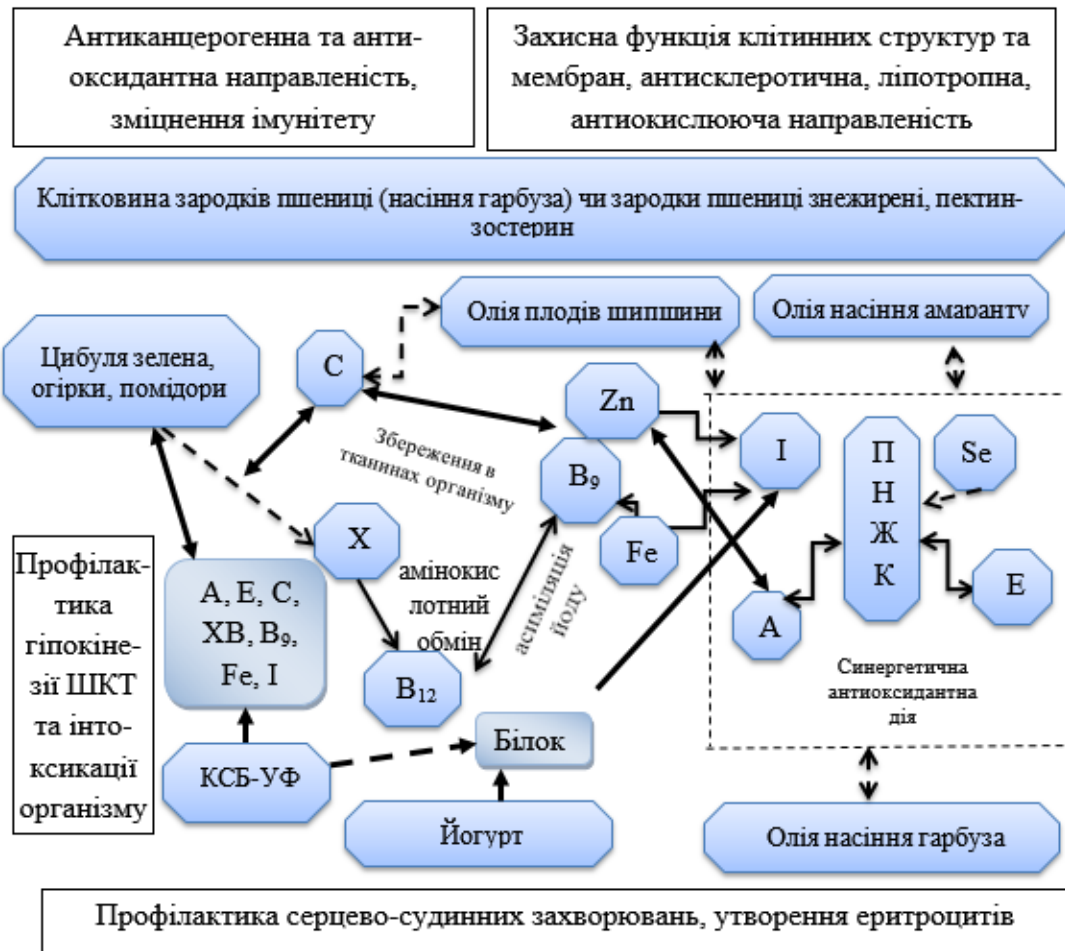 Антиканцерогенна та анти-
оксидантна направленість,
зміцнення імунітету
Захисна функція клітинних структур та
мембран, антисклеротична, ліпотропна,
антиокислююча направленість
Клітковина зародків пшениці (насіння гарбуза) чи зародки пшениці знежирені, пектин-
зостерин
Олія плодів шипшини
Олія насіння амаранту
Цибуля зелена,
огірки, помідори
C
Zn
I
П
Н
Ж
К
Se
Збереження в
тканинах організму
B₉
Fe
X
E
A
Профілак-
тика
гіпокіне-
зії ШКТ
та інто-
ксикації
організму
A, E, C,
XB, B₉,
Fe, I
амінокис
лотний
обмін
асиміляція
йоду
B₁₂
Синергетична
антиоксидантна
дія
Білок
КСБ-УФ
Йогурт
Олія насіння гарбуза
Профілактика серцево-судинних захворювань, утворення еритроцитів